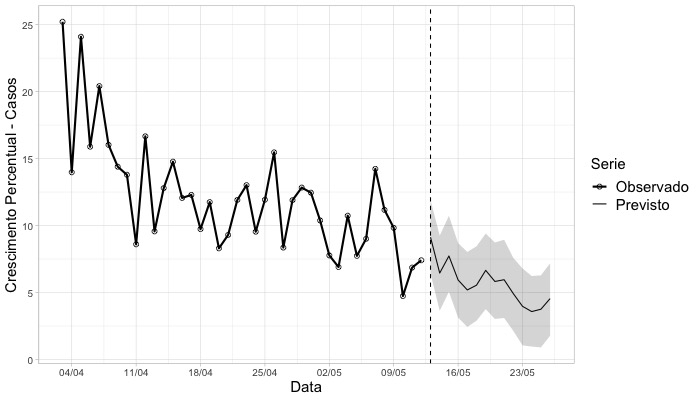 25
20
15
10
5
0
Crescimento Percentual - Casos
04/04 11/04 18/04 25/04 02/05 09/05 16/05 23/05
Data
Serie
Observado
Previsto